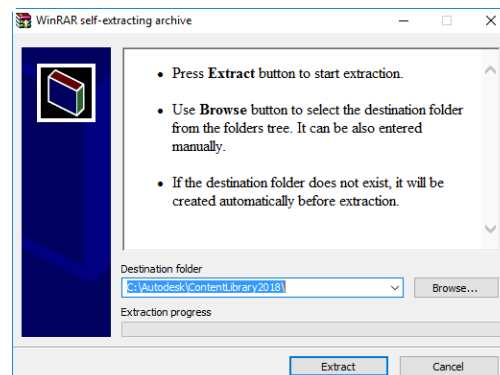 WinRAR self-extracting archive
• Press Extract button to start extraction.
• Use Browse button to select the destination folder
from the folders tree. It can be also entered
manually.
• If the destination folder does not exist, it will be
created automatically before extraction.
Destination folder
C:\Autodesk\ContentLibrary2018\
Browse...
Extraction progress
Extract
Cancel